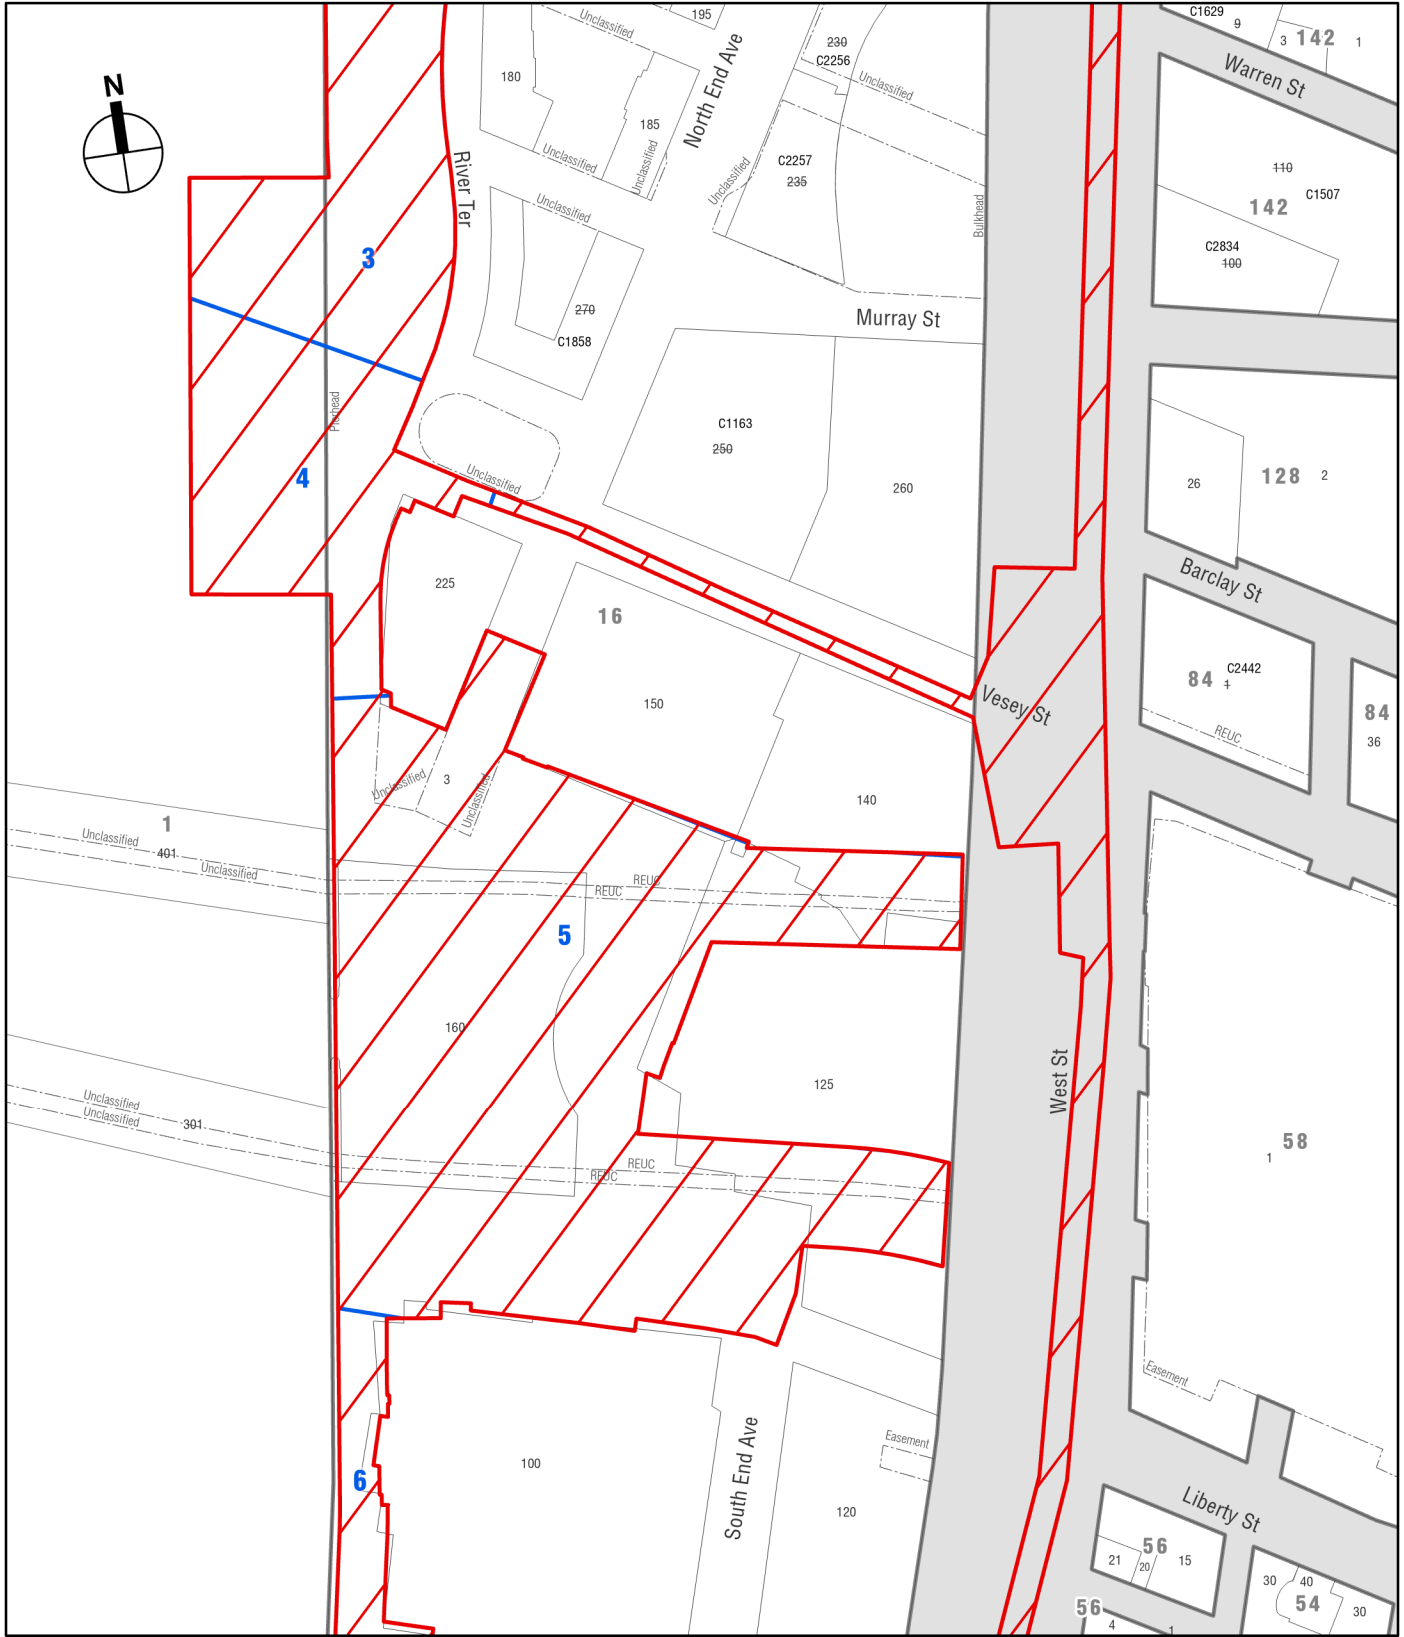 195
C1629
9
3
142
1
Unclassified
North End Ave
230
C2256
Unclassified
Warren St
N
180
185
Unclassified
Unclassified
River Ter
C2257
235
Unclassified
Unclassified
Bulkhead
110
C1507
142
C2834
100
3
270
C1858
Murray St
Pierhead
C1163
250
260
4
Unclassified
26
128
2
225
16
Barclay St
C2442
84
1
REUC
84
36
150
Vesey St
3
Unclassified
Unclassified
140
1
Unclassified
401
Unclassified
REUC
REUC
5
160
125
West St
58
1
Unclassified
Unclassified
301
REUC
REUC
Easement
6
100
South End Ave
Easement
120
Liberty St
56
21
20
15
56
4
1
30
40
54
30